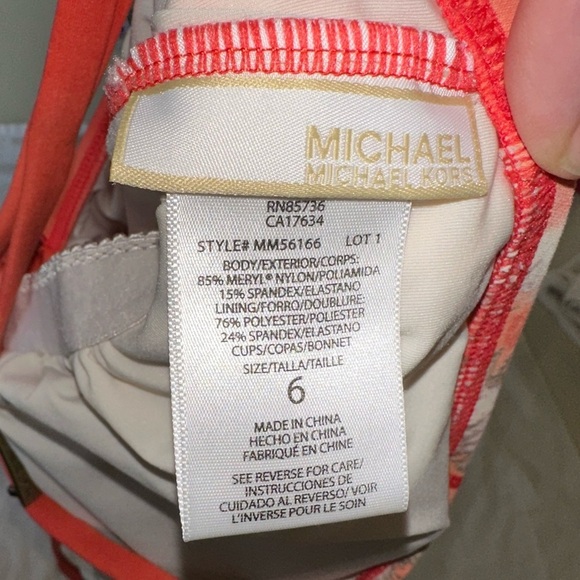 MICHAEL
MICHAEL KORS
RN85736
CA17634
STYLE# MM56166 LOT 1
BODY/EXTERIOR/CORPS:
85% MERYL® NYLON/POLIAMIDA
15% SPANDEX/ELASTANO
LINING/FORRO/DOUBLURE:
76% POLYESTER/POLIESTER
24% SPANDEX/ELASTANO
CUPS/COPAS/BONNET
SIZE/TALLA/TAILLE
6
MADE IN CHINA
HECHO EN CHINA
FABRIQUÉ EN CHINE
SEE REVERSE FOR CARE/
INSTRUCCIONES DE
CUIDADO AL REVERSO/ VOIR
L'INVERSE POUR LE SOIN